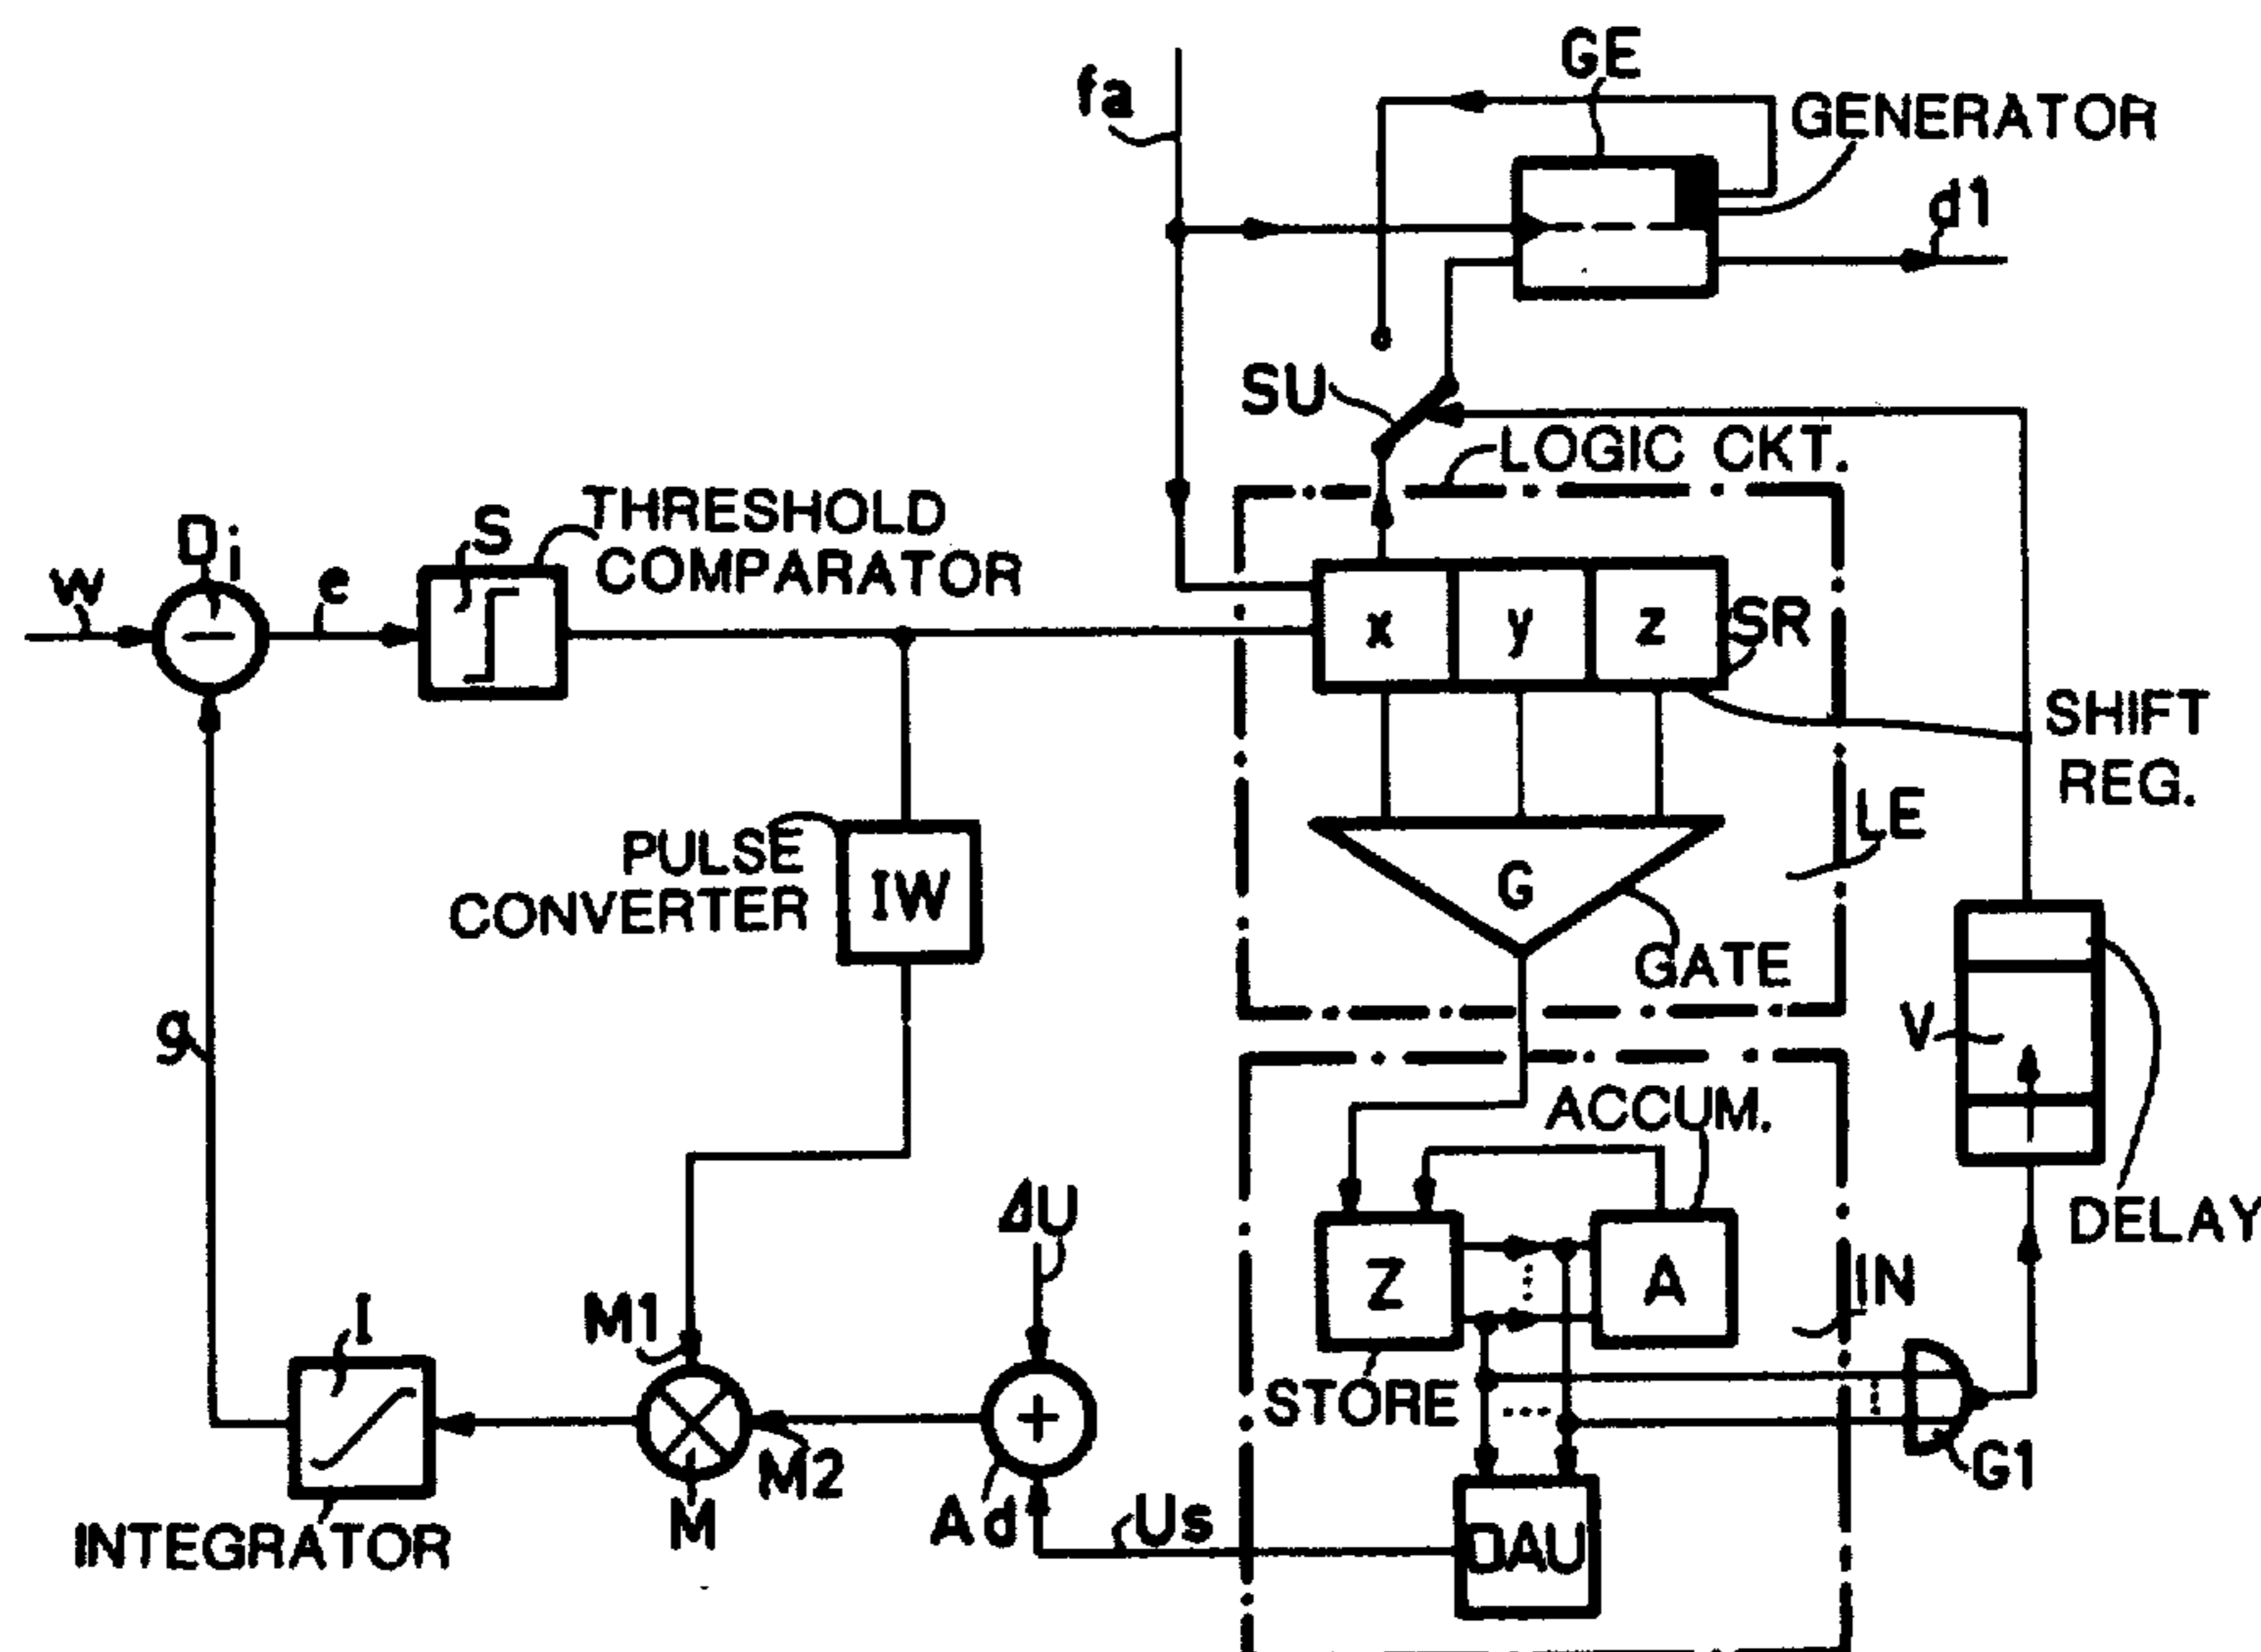 GE
fa
GENERATOR
d1
SU
LOGIC CKT.
THRESHOLD
COMPARATOR
S
Di
w
e
x y z
SR
SHIFT
REG.
LE
PULSE
CONVERTER
IW
G
GATE
V
g
ACCUM.
DELAY
ΔU
Z
A
IN
M1
I
STORE
G1
M2
M
Ad
Us
DAU
INTEGRATOR